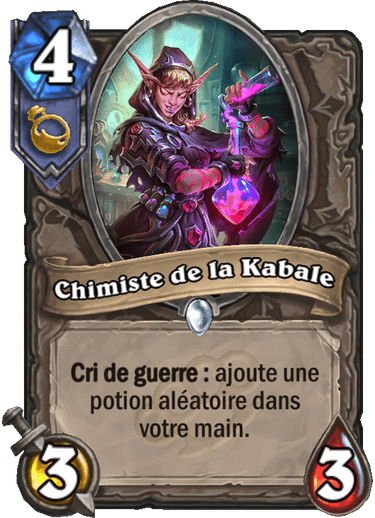 4
Chimiste de la Kabale
Cri de guerre : ajoute une
potion aléatoire dans
votre main.
3
3